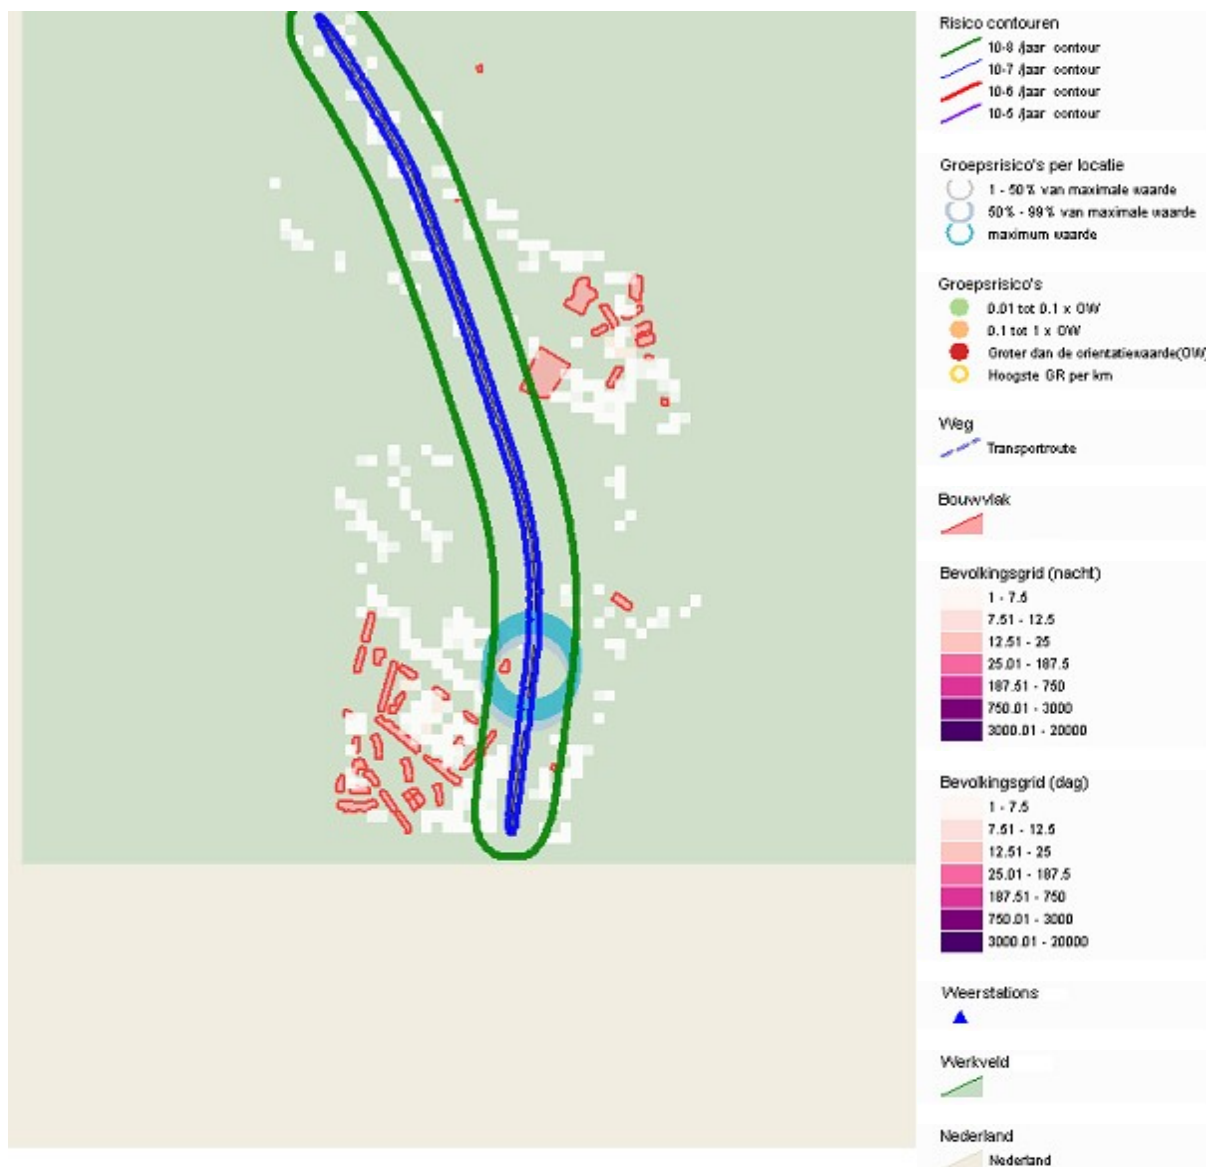 Risico contouren
10-8 /jaar contour
10-7 /jaar contour
10-6 /jaar contour
10-5 /jaar contour
Groepsrisico's per locatie
1 - 50% van maximale waarde
50% - 99% van maximale waarde
maximum waarde
Groepsrisico's
0.01 tot 0.1 x OW
0.1 tot 1 x OW
Groter dan de orientatiewaarde(OW)
Hoogste GR per km
Weg
Transportroute
Bouwvlak
Bevolkingsgrid (nacht)
1 - 7.5
7.51 - 12.5
12.51 - 25
25.01 - 187.5
187.51 - 750
750.01 - 3000
3000.01 - 20000
Bevolkingsgrid (dag)
1 - 7.5
7.51 - 12.5
12.51 - 25
25.01 - 187.5
187.51 - 750
750.01 - 3000
3000.01 - 20000
Weerstations
Werkveld
Nederland
Nederland